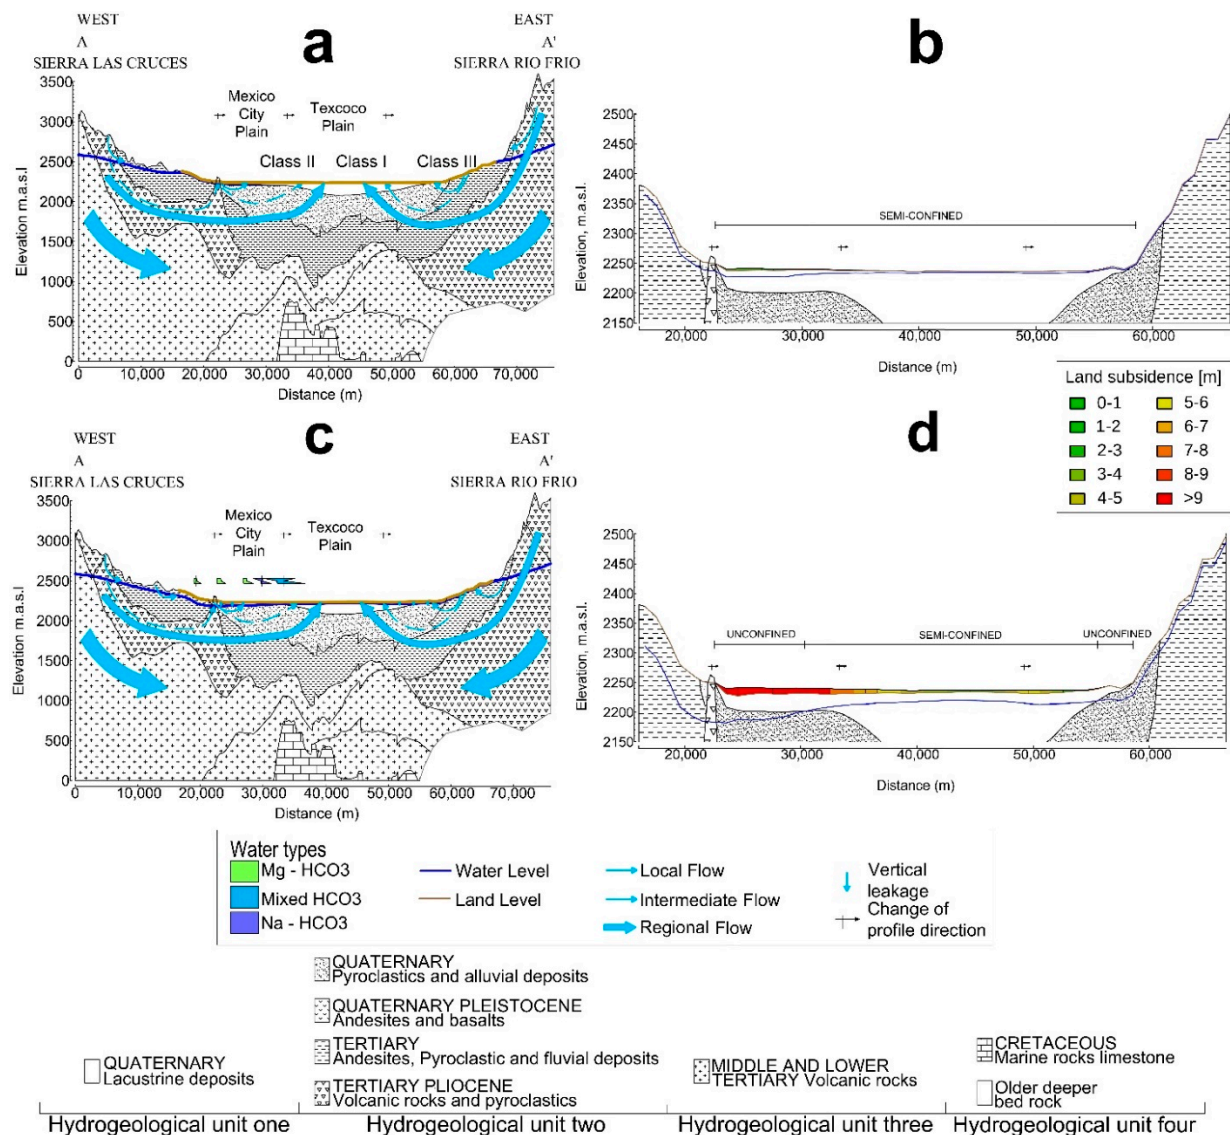 a
WEST
A
SIERRA LAS CRUCES
EAST
A'
SIERRA RIO FRIO
Mexico
City
Plain
Texcoco
Plain
Class II
Class I
Class III
Elevation m.a.s.l
3500
3000
2500
2000
1500
1000
500
0
0
10,000
20,000
30,000
40,000
50,000
60,000
70,000
Distance (m)
b
Elevation, m.a.s.l.
2500
2450
2400
2350
2300
2250
2200
2150
SEMI-CONFINED
20,000
30,000
40,000
50,000
60,000
Distance (m)
Land subsidence [m]
0-1
1-2
2-3
3-4
4-5
5-6
6-7
7-8
8-9
>9
c
WEST
A
SIERRA LAS CRUCES
EAST
A'
SIERRA RIO FRIO
Mexico
City
Plain
Texcoco
Plain
Elevation m.a.s.l.
3500
3000
2500
2000
1500
1000
500
0
0
10,000
20,000
30,000
40,000
50,000
60,000
70,000
Distance (m)
d
Elevation, m.a.s.l.
2500
2450
2400
2350
2300
2250
2200
2150
UNCONFINED
SEMI-CONFINED
UNCONFINED
20,000
30,000
40,000
50,000
60,000
Distance (m)
Water types
Mg - HCO3
Mixed HCO3
Na - HCO3
Water Level
Land Level
Local Flow
Intermediate Flow
Regional Flow
Vertical
leakage
Change of
profile direction
QUATERNARY
Lacustrine deposits
Hydrogeological unit one
QUATERNARY
Pyroclastics and alluvial deposits
QUATERNARY PLEISTOCENE
Andesites and basalts
TERTIARY
Andesites, Pyroclastic and fluvial deposits
TERTIARY PLIOCENE
Volcanic rocks and pyroclastics
Hydrogeological unit two
MIDDLE AND LOWER
TERTIARY Volcanic rocks
Hydrogeological unit three
CRETACEOUS
Marine rocks limestone
Older deeper
bed rock
Hydrogeological unit four